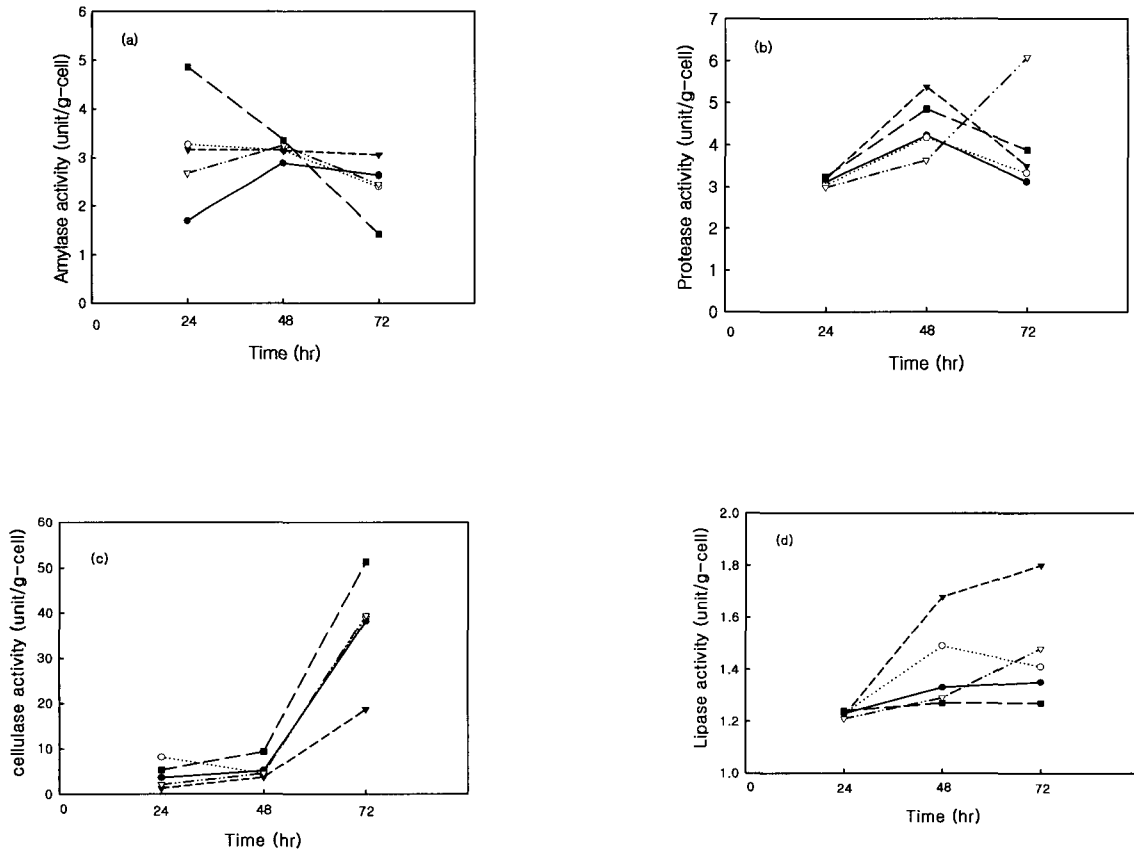 (a)
Amylase activity (unit/g-cell)
6
5
4
3
2
1
0
0 24 48 72
Time (hr)
(b)
Protease activity (unit/g-cell)
7
6
5
4
3
2
1
0
0 24 48 72
Time (hr)
(c)
cellulase activity (unit/g-cell)
60
50
40
30
20
10
0
0 24 48 72
Time (hr)
(d)
Lipase activity (unit/g-cell)
2.0
1.8
1.6
1.4
1.2
1.0
0 24 48 72
Time (hr)